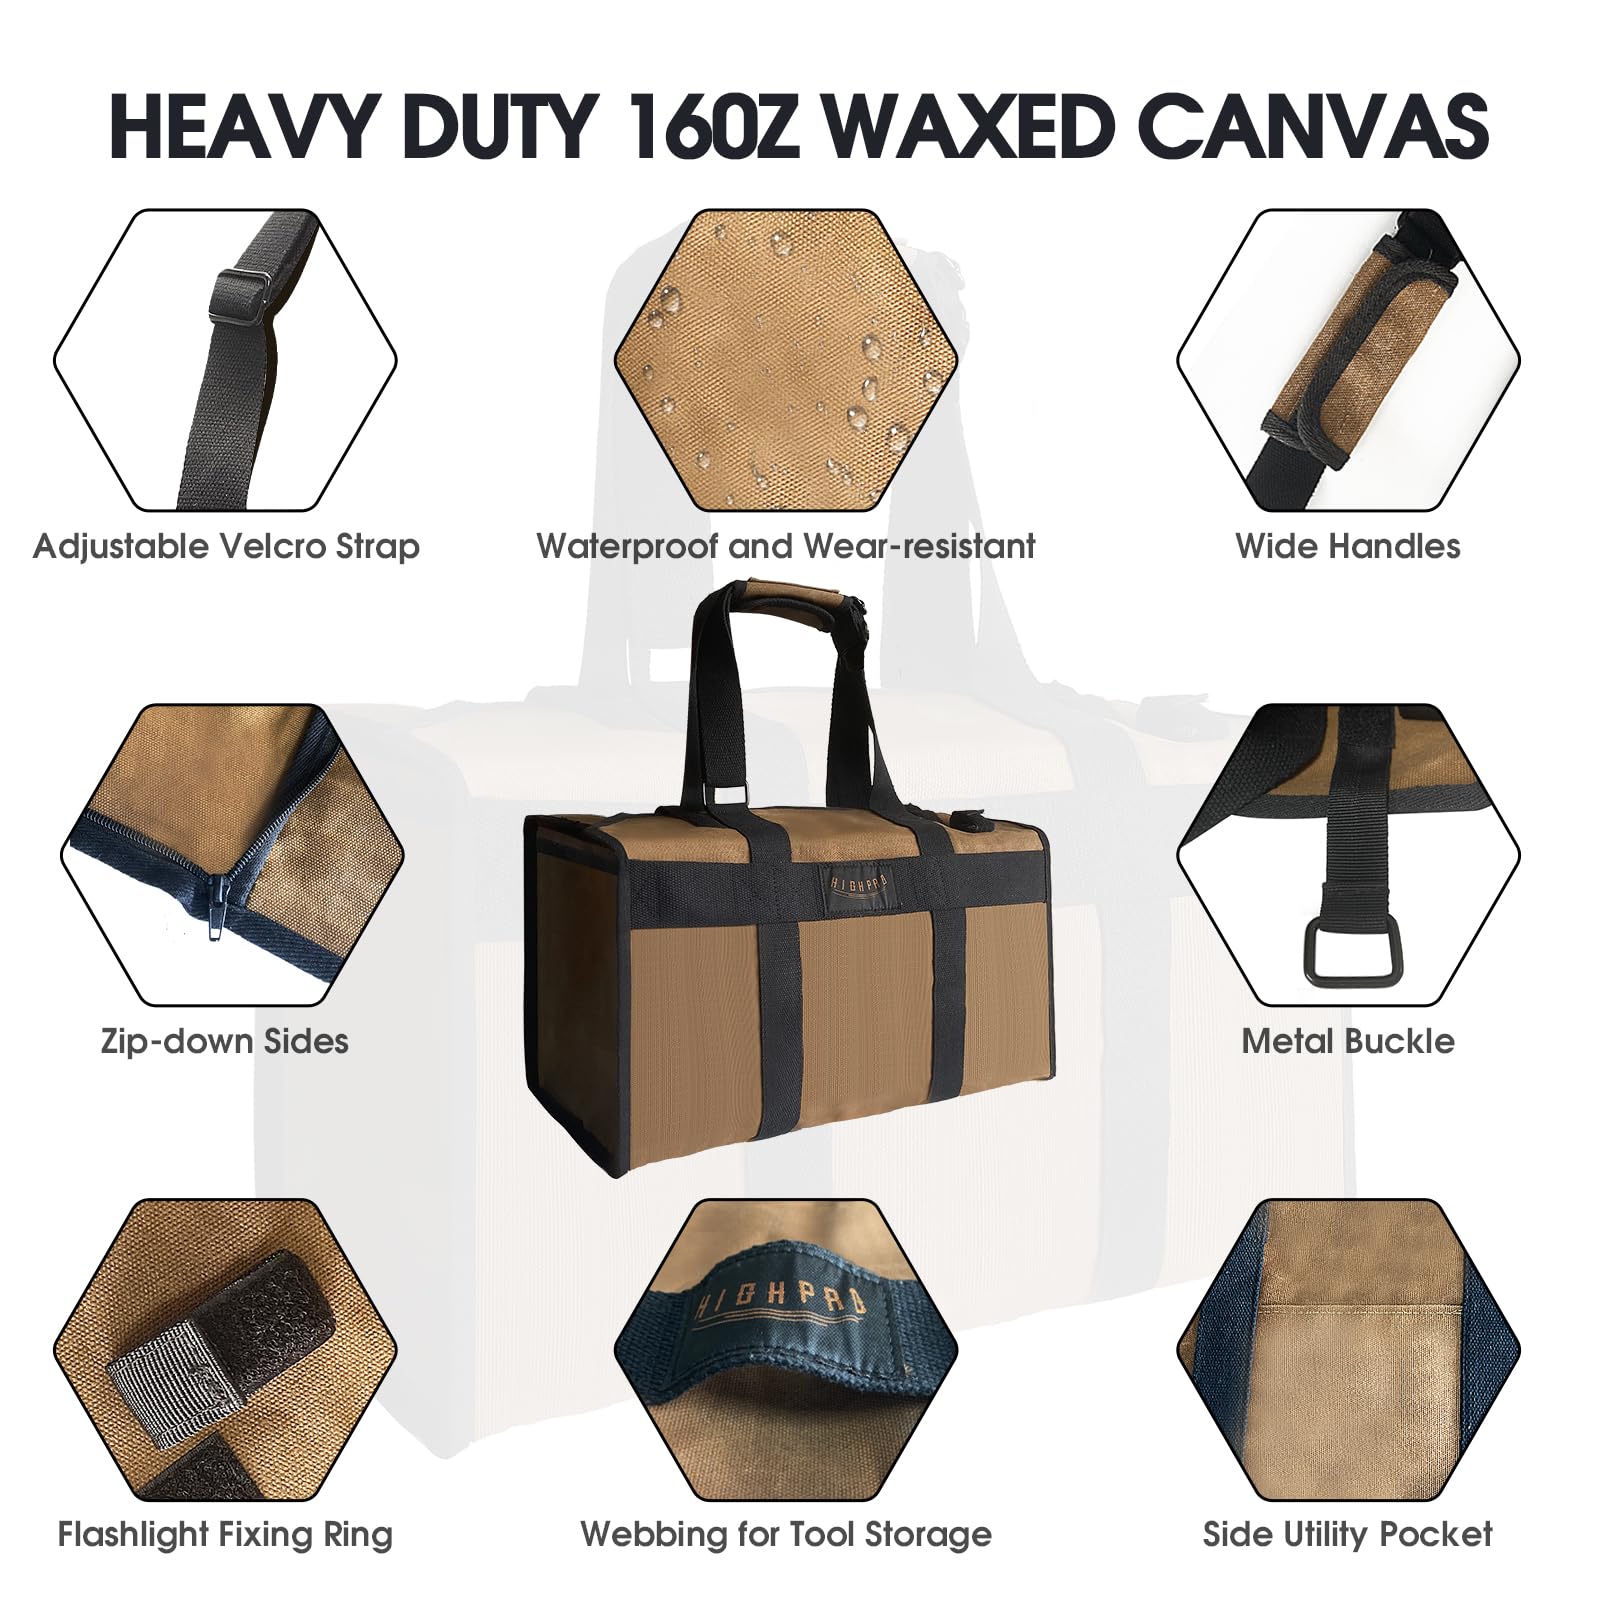 HEAVY DUTY 16OZ WAXED CANVAS
Adjustable Velcro Strap
Waterproof and Wear-resistant
Wide Handles
HIGHPRO
Zip-down Sides
Metal Buckle
HIGHPRO
Flashlight Fixing Ring
Webbing for Tool Storage
Side Utility Pocket